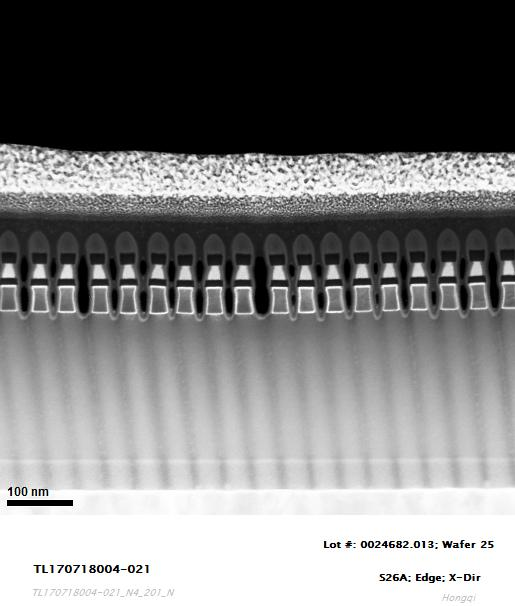 100 nm
Lot #: 0024682.013; Wafer 25
TL170718004-021
S26A; Edge; X-Dir
TL170718004-021_N4_201_N
Hongqi